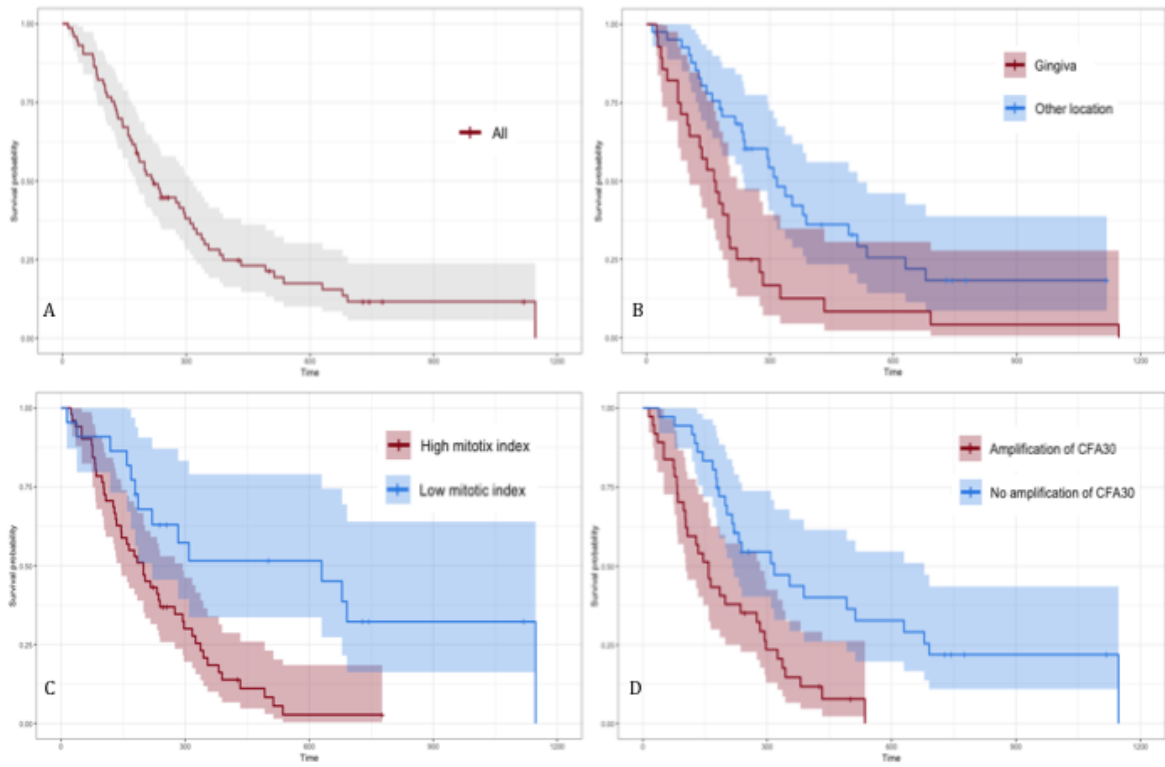 1.00
0.75
0.50
0.25
0.00
Survival probability
All
A
0
300
600
900
1200
Time
1.00
0.75
0.50
0.25
0.00
Survival probability
Gingiva
Other location
B
0
300
600
900
1200
Time
1.00
0.75
0.50
0.25
0.00
Survival probability
High mitotix index
Low mitotic index
C
0
300
600
900
1200
Time
1.00
0.75
0.50
0.25
0.00
Survival probability
Amplification of CFA30
No amplification of CFA30
D
0
300
600
900
1200
Time